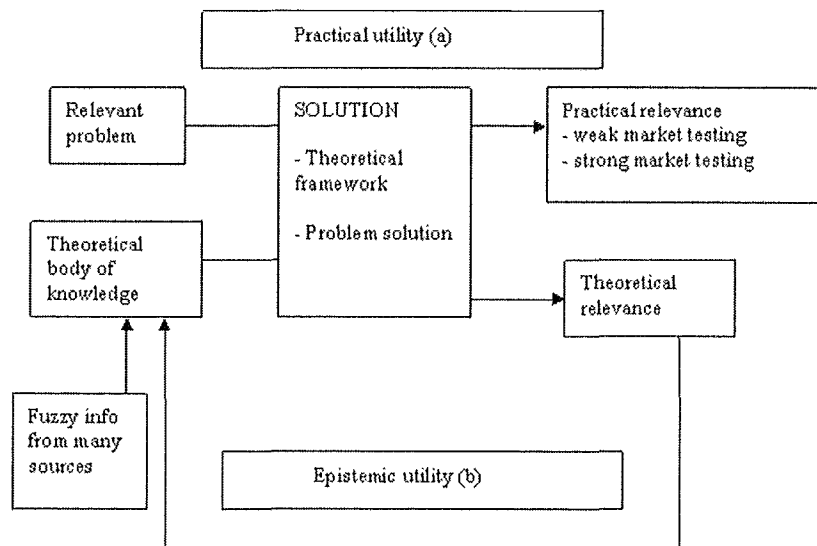 Practical utility (a)
Relevant
problem
SOLUTION
- Theoretical
framework
- Problem solution
Practical relevance
- weak market testing
- strong market testing
Theoretical
body of
knowledge
Theoretical
relevance
Fuzzy info
from many
sources
Epistemic utility (b)